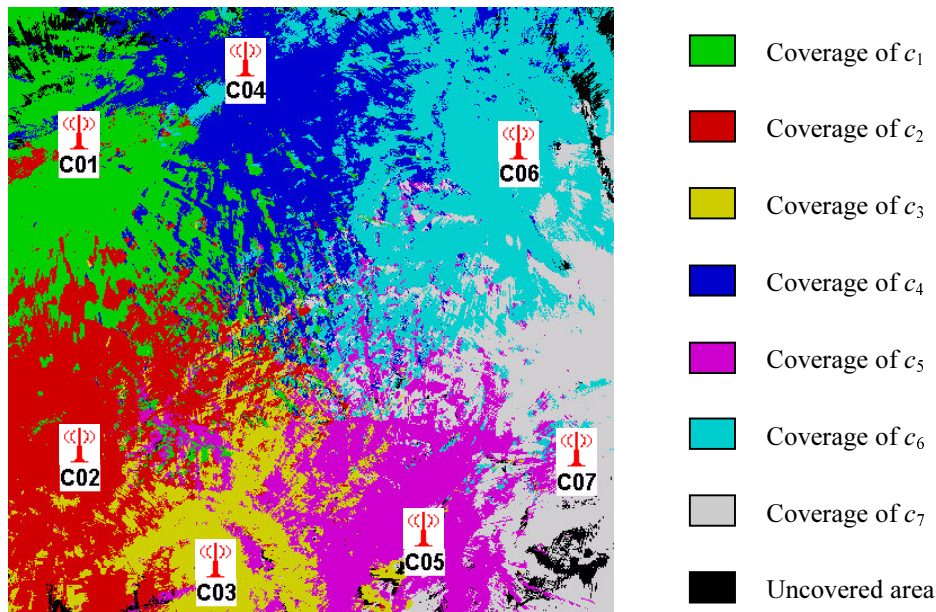 C04
C01
C06
C02
C07
C05
C03
Coverage of c1
Coverage of c2
Coverage of c3
Coverage of c4
Coverage of c5
Coverage of c6
Coverage of c7
Uncovered area